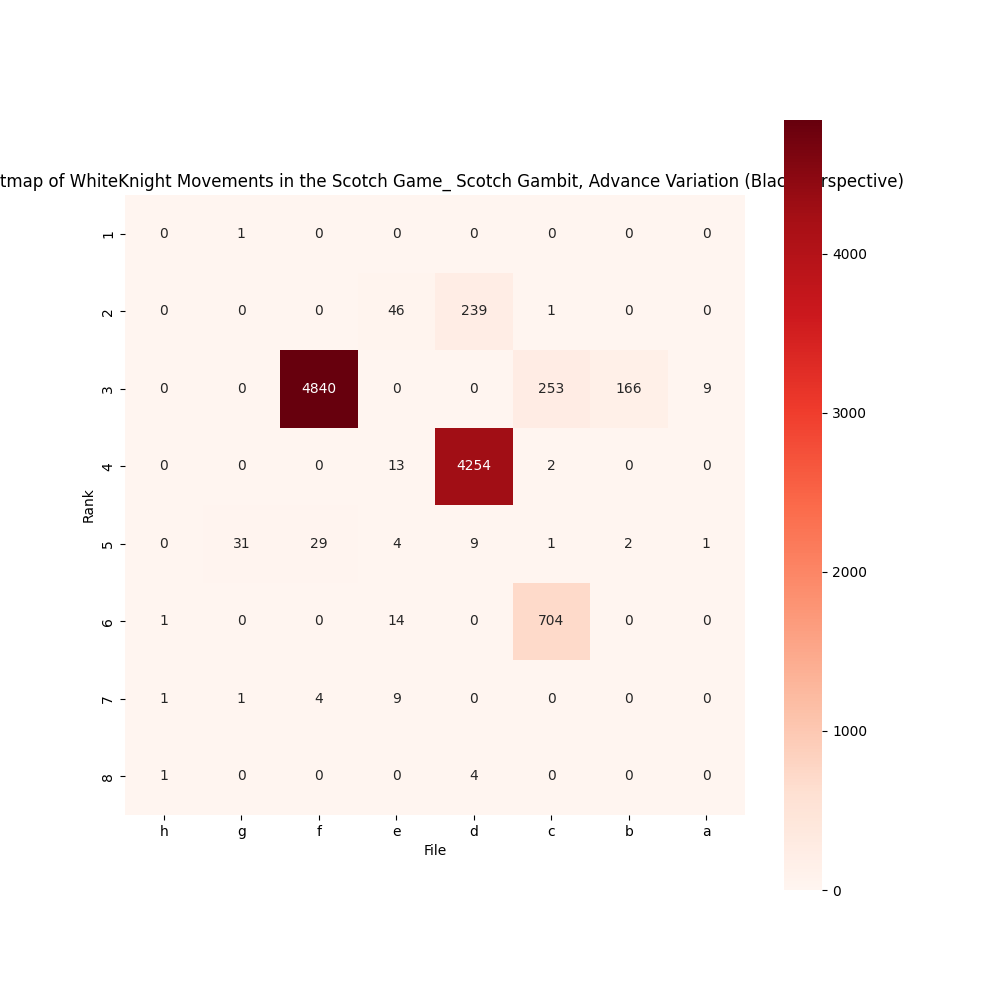 tmap of WhiteKnight Movements in the Scotch Game_ Scotch Gambit, Advance Variation (Blac rspective)
1 0 1 0 0 0 0 0 0
2 0 0 0 46 239 1 0 0
3 0 0 4840 0 0 253 166 9
4 0 0 0 13 4254 2 0 0
5 0 31 29 4 9 1 2 1
6 1 0 0 14 0 704 0 0
7 1 1 4 9 0 0 0 0
8 1 0 0 0 4 0 0 0
h g f e d c b a
File
Rank
4000
3000
2000
1000
0